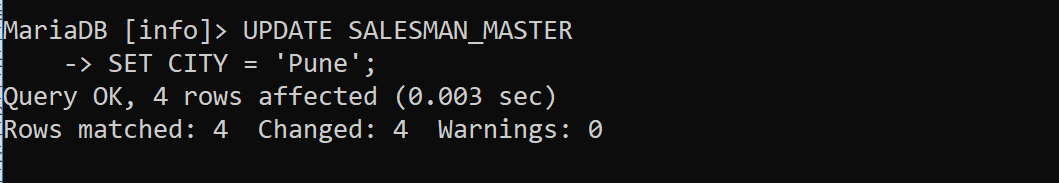 MariaDB [info]> UPDATE SALESMAN_MASTER
    -> SET CITY = 'Pune';
Query OK, 4 rows affected (0.003 sec)
Rows matched: 4  Changed: 4  Warnings: 0